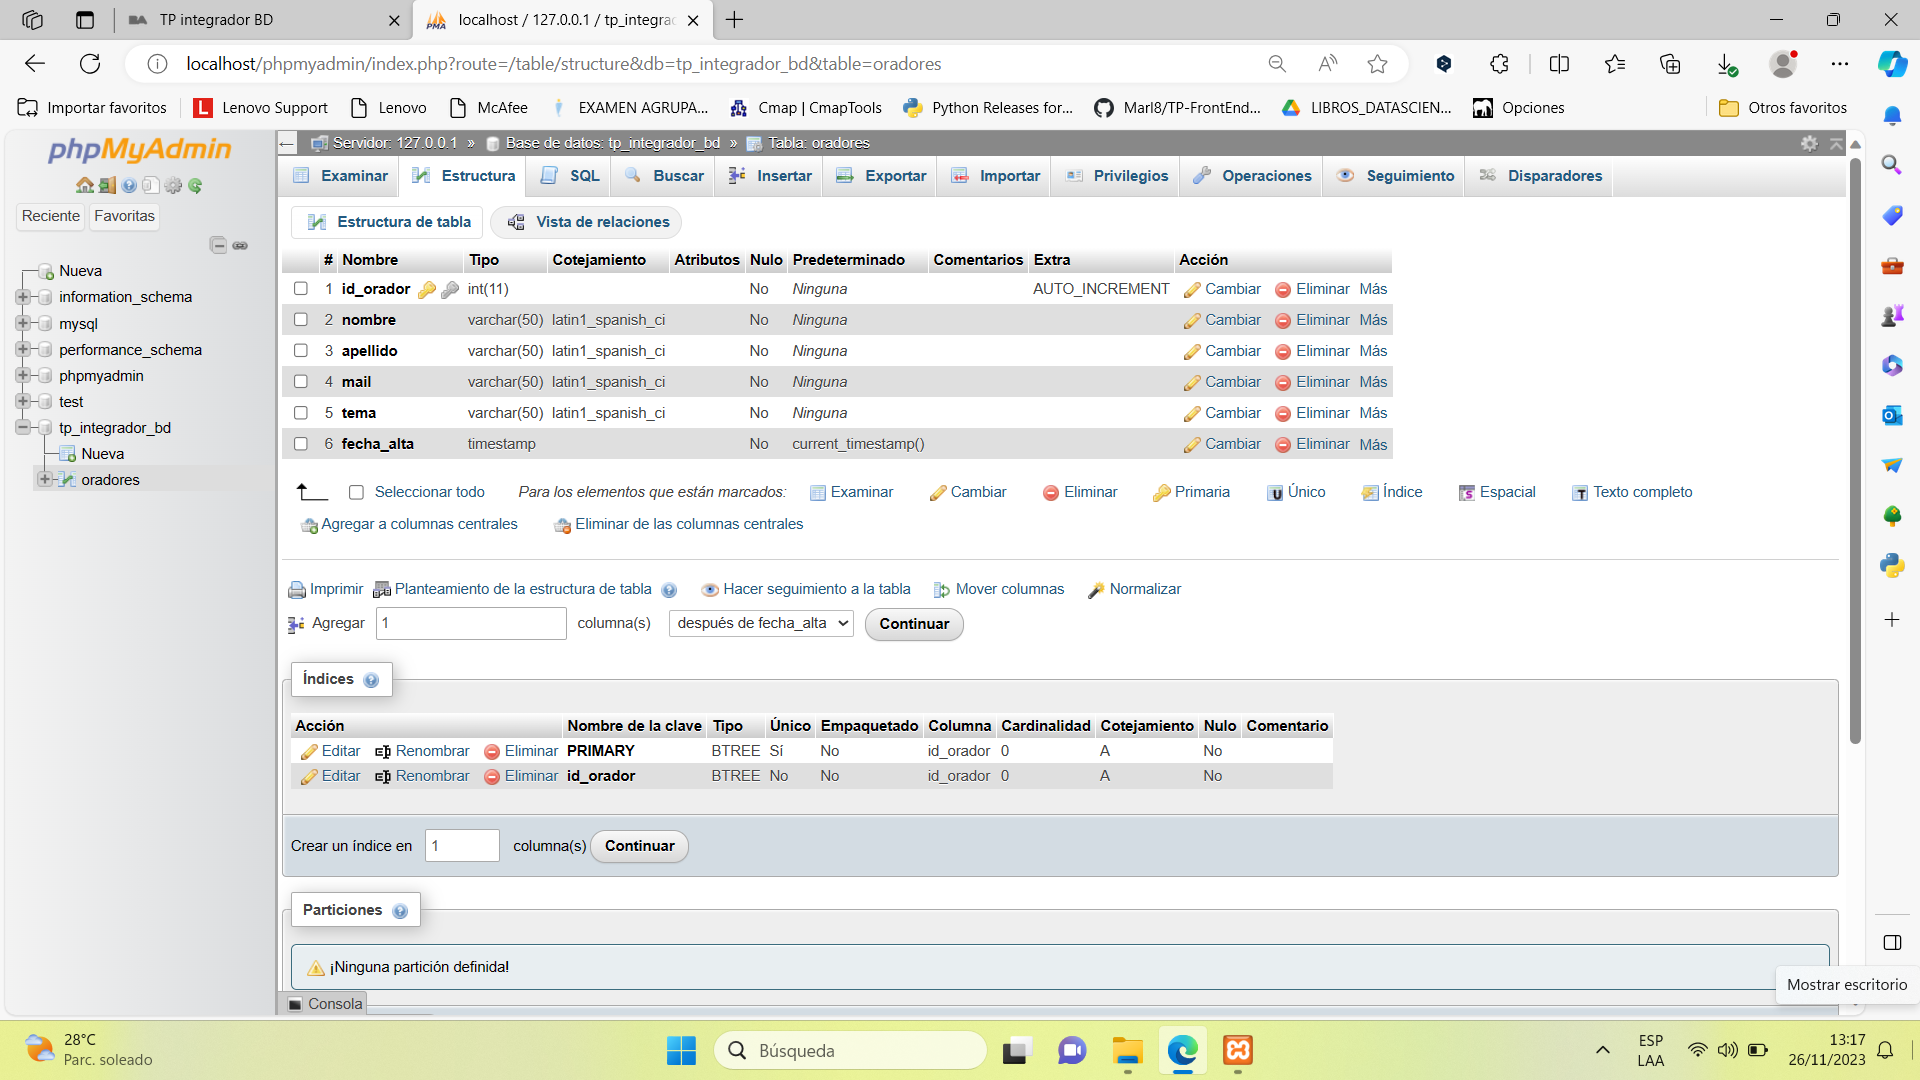 TP integrador BD
localhost / 127.0.0.1 / tp_integra
localhost/phpmyadmin/index.php?route=/table/structure&db=tp_integrador_bd&table=oradores
Importar favoritos
Lenovo Support
Lenovo
McAfee
EXAMEN AGRUPA...
Cmap | CmapTools
Python Releases for...
Marl8/TP-FrontEnd...
LIBROS_DATASCIEN...
Opciones
Otros favoritos
phpMyAdmin
Reciente Favoritas
Nueva
information_schema
mysql
performance_schema
phpmyadmin
test
tp_integrador_bd
Nueva
oradores
Servidor: 127.0.0.1 » Base de datos: tp_integrador_bd » Tabla: oradores
Examinar Estructura SQL Buscar Insertar Exportar Importar Privilegios Operaciones Seguimiento Disparadores
Estructura de tabla Vista de relaciones
# Nombre Tipo Cotejamiento Atributos Nulo Predeterminado Comentarios Extra Acción
1 id_orador int(11) No Ninguna AUTO_INCREMENT Cambiar Eliminar Más
2 nombre varchar(50) latin1_spanish_ci No Ninguna Cambiar Eliminar Más
3 apellido varchar(50) latin1_spanish_ci No Ninguna Cambiar Eliminar Más
4 mail varchar(50) latin1_spanish_ci No Ninguna Cambiar Eliminar Más
5 tema varchar(50) latin1_spanish_ci No Ninguna Cambiar Eliminar Más
6 fecha_alta timestamp No current_timestamp() Cambiar Eliminar Más
Seleccionar todo Para los elementos que están marcados: Examinar Cambiar Eliminar Primaria Único Índice Espacial Texto completo
Agregar a columnas centrales Eliminar de las columnas centrales
Imprimir Planteamiento de la estructura de tabla Hacer seguimiento a la tabla Mover columnas Normalizar
Agregar 1 columna(s) después de fecha_alta Continuar
Índices
Acción Nombre de la clave Tipo Único Empaquetado Columna Cardinalidad Cotejamiento Nulo Comentario
Editar Renombrar Eliminar PRIMARY BTREE Sí No id_orador 0 A No
Editar Renombrar Eliminar id_orador BTREE No No id_orador 0 A No
Crear un índice en 1 columna(s) Continuar
Particiones
¡Ninguna partición definida!
Consola
Mostrar escritorio
28°C
Parc. soleado
Búsqueda
ESP
LAA
13:17
26/11/2023